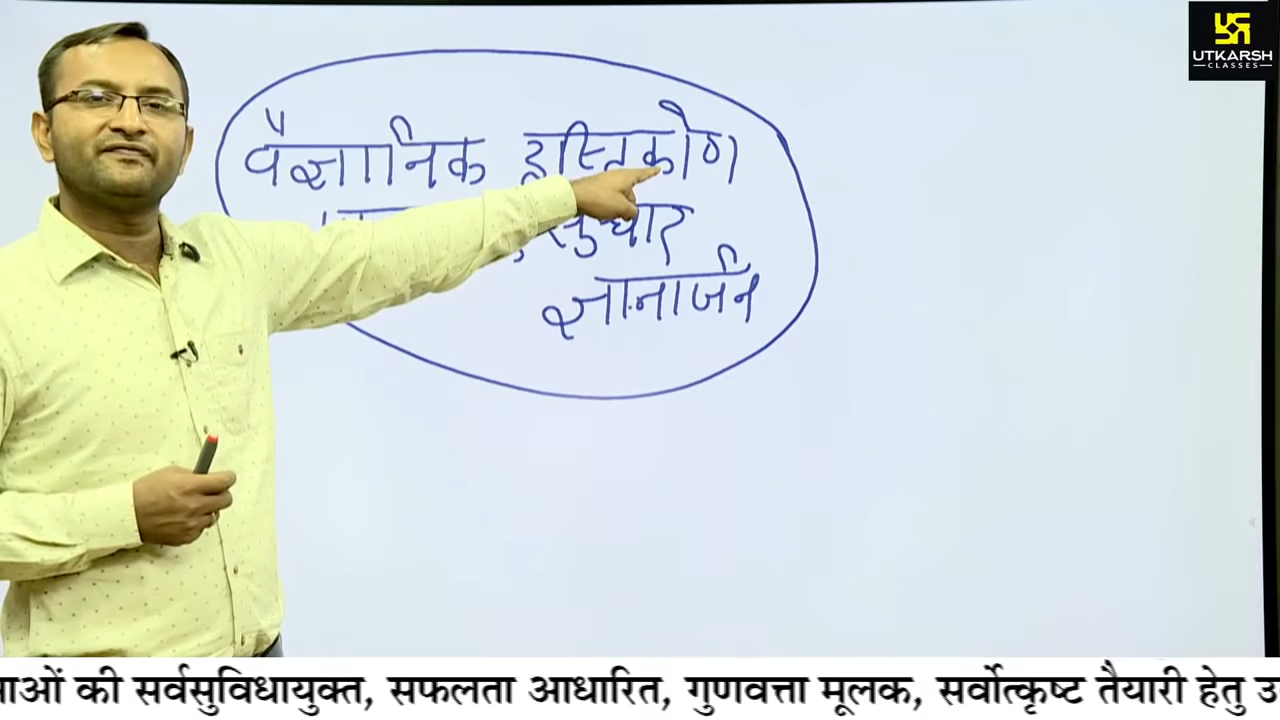 वैज्ञानिक दृष्टिकोण
सुधार
ज्ञानार्जन
UTKARSH
CLASSES
की सर्वसुविधायुक्त, सफलता आधारित, गुणवत्ता मूलक, सर्वोत्कृष्ट तैयारी हेतु